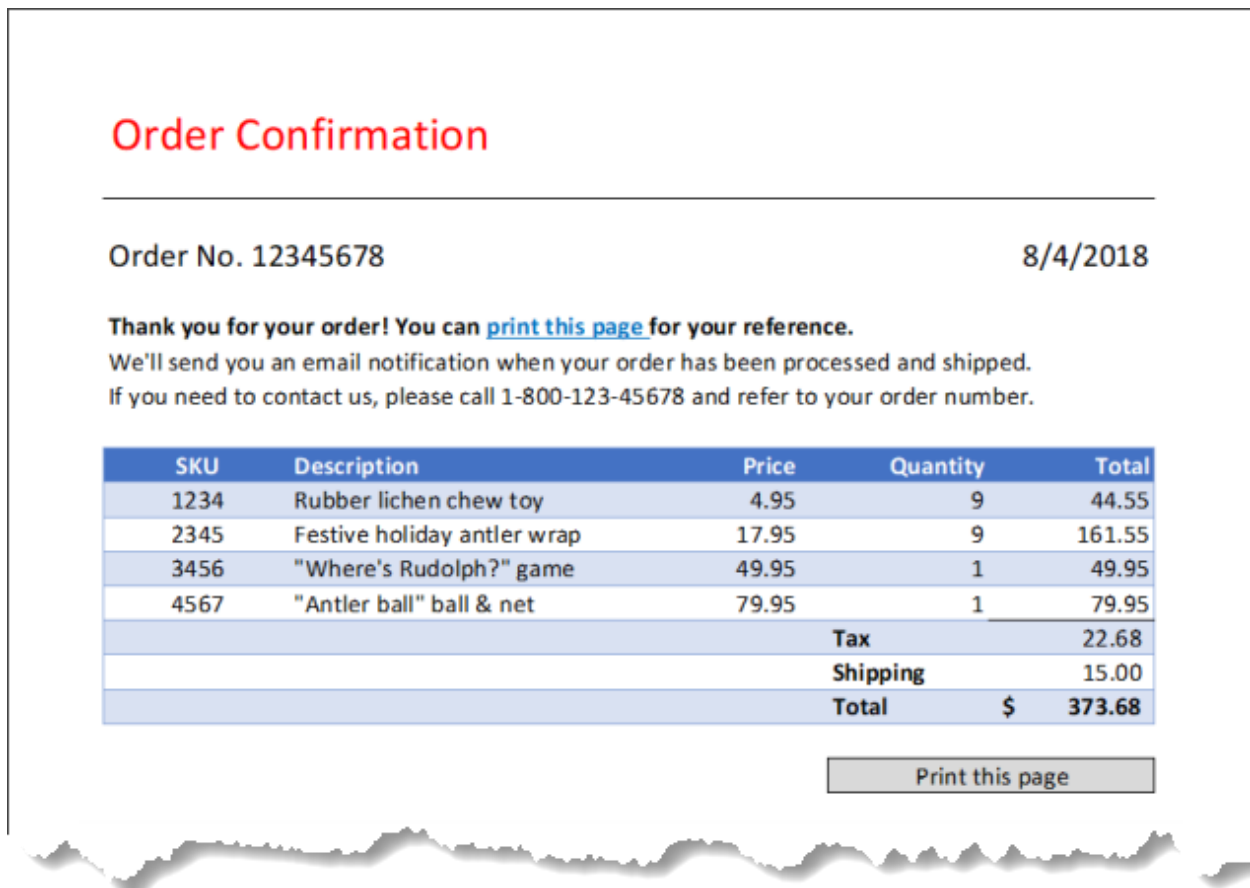 Order Confirmation
Order No. 12345678 8/4/2018
Thank you for your order! You can print this page for your reference.
We'll send you an email notification when your order has been processed and shipped.
If you need to contact us, please call 1-800-123-45678 and refer to your order number.
SKU Description Price Quantity Total
1234 Rubber lichen chew toy 4.95 9 44.55
2345 Festive holiday antler wrap 17.95 9 161.55
3456 "Where's Rudolph?" game 49.95 1 49.95
4567 "Antler ball" ball & net 79.95 1 79.95
Tax 22.68
Shipping 15.00
Total $ 373.68
Print this page